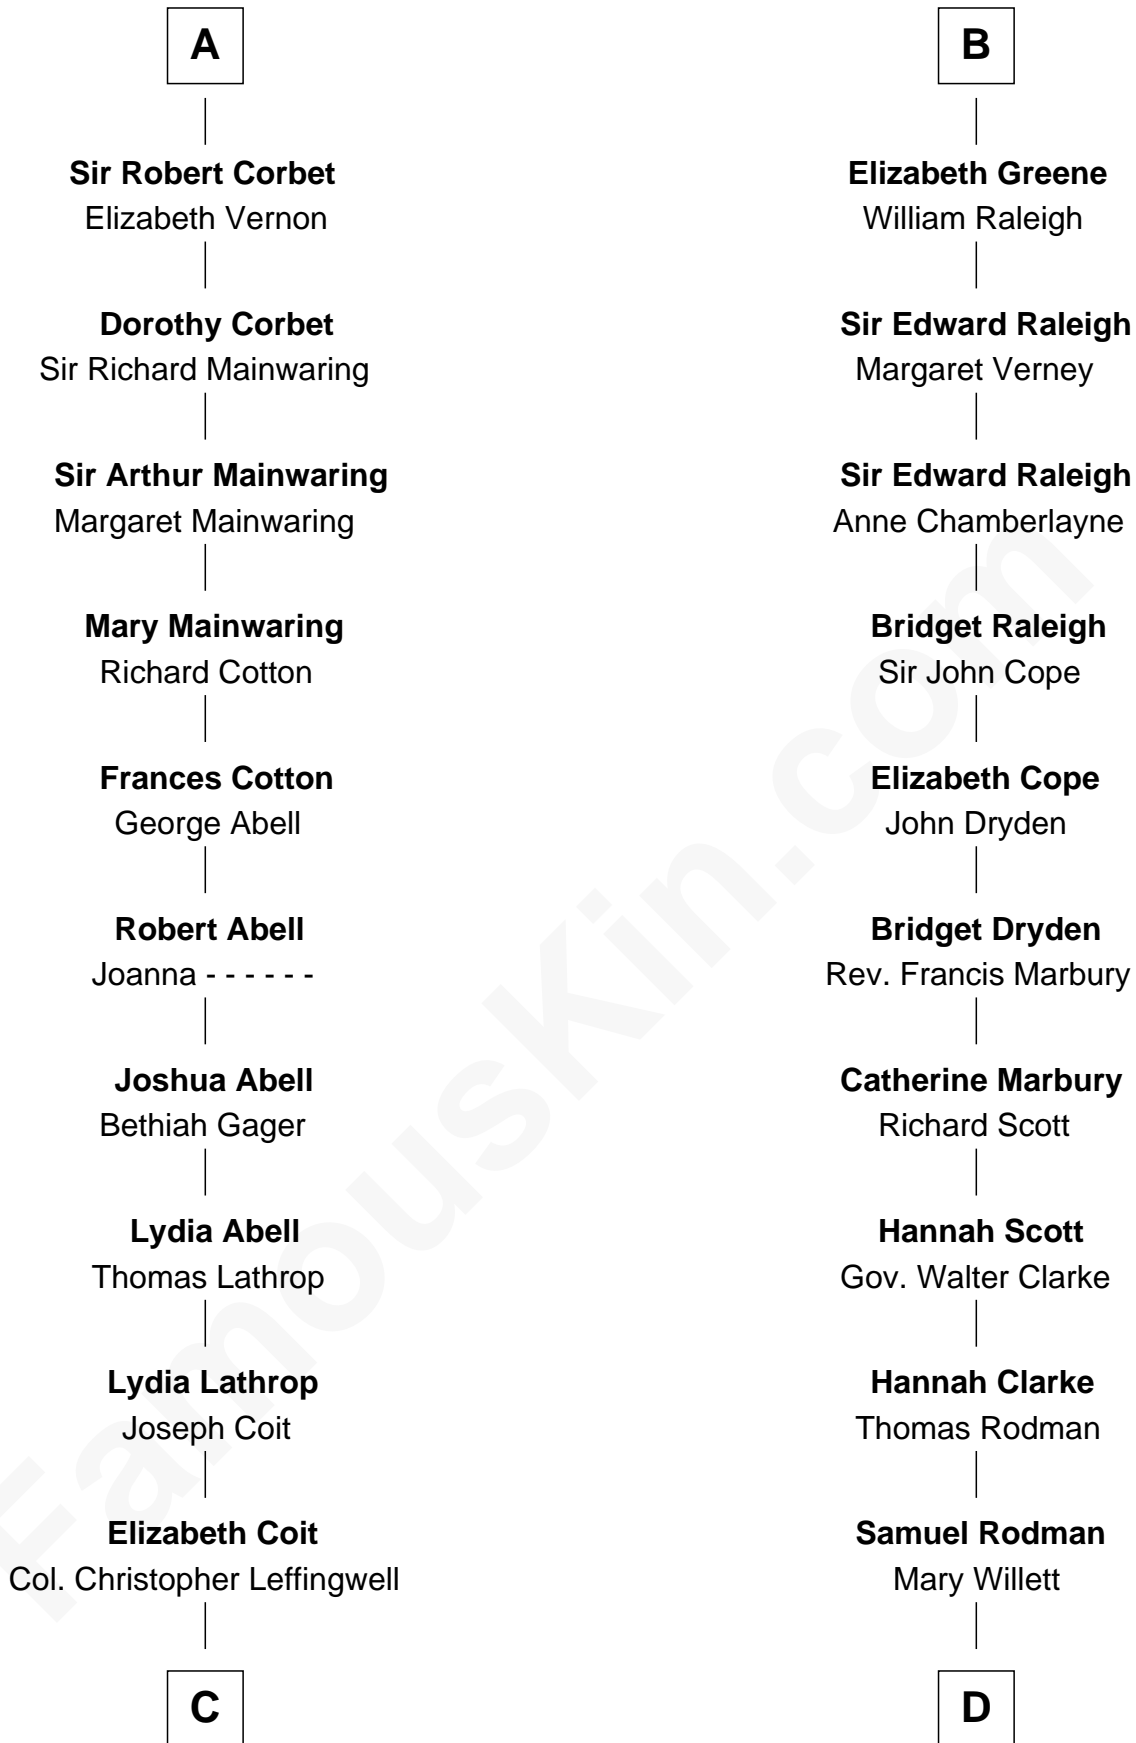 A
Sir Robert Corbet
Elizabeth Vernon
Dorothy Corbet
Sir Richard Mainwaring
Sir Arthur Mainwaring
Margaret Mainwaring
Mary Mainwaring
Richard Cotton
Frances Cotton
George Abell
Robert Abell
Joanna - - - - - -
Joshua Abell
Bethiah Gager
Lydia Abell
Thomas Lathrop
Lydia Lathrop
Joseph Coit
Elizabeth Coit
Col. Christopher Leffingwell
C
B
Elizabeth Greene
William Raleigh
Sir Edward Raleigh
Margaret Verney
Sir Edward Raleigh
Anne Chamberlayne
Bridget Raleigh
Sir John Cope
Elizabeth Cope
John Dryden
Bridget Dryden
Rev. Francis Marbury
Catherine Marbury
Richard Scott
Hannah Scott
Gov. Walter Clarke
Hannah Clarke
Thomas Rodman
Samuel Rodman
Mary Willett
D
FamousKin.com